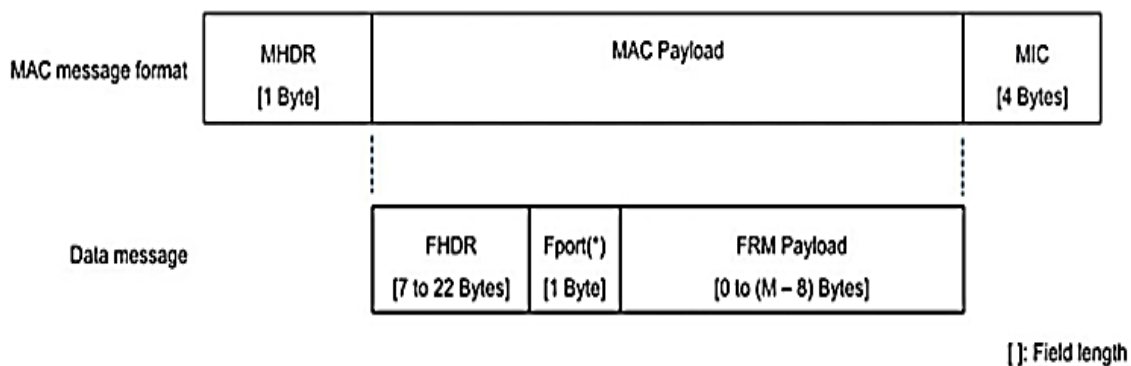 MAC message format
MHDR
[1 Byte]
MAC Payload
MIC
[4 Bytes]
Data message
FHDR
[7 to 22 Bytes]
Fport(*)
[1 Byte]
FRM Payload
[0 to (M – 8) Bytes]
[ ]: Field length